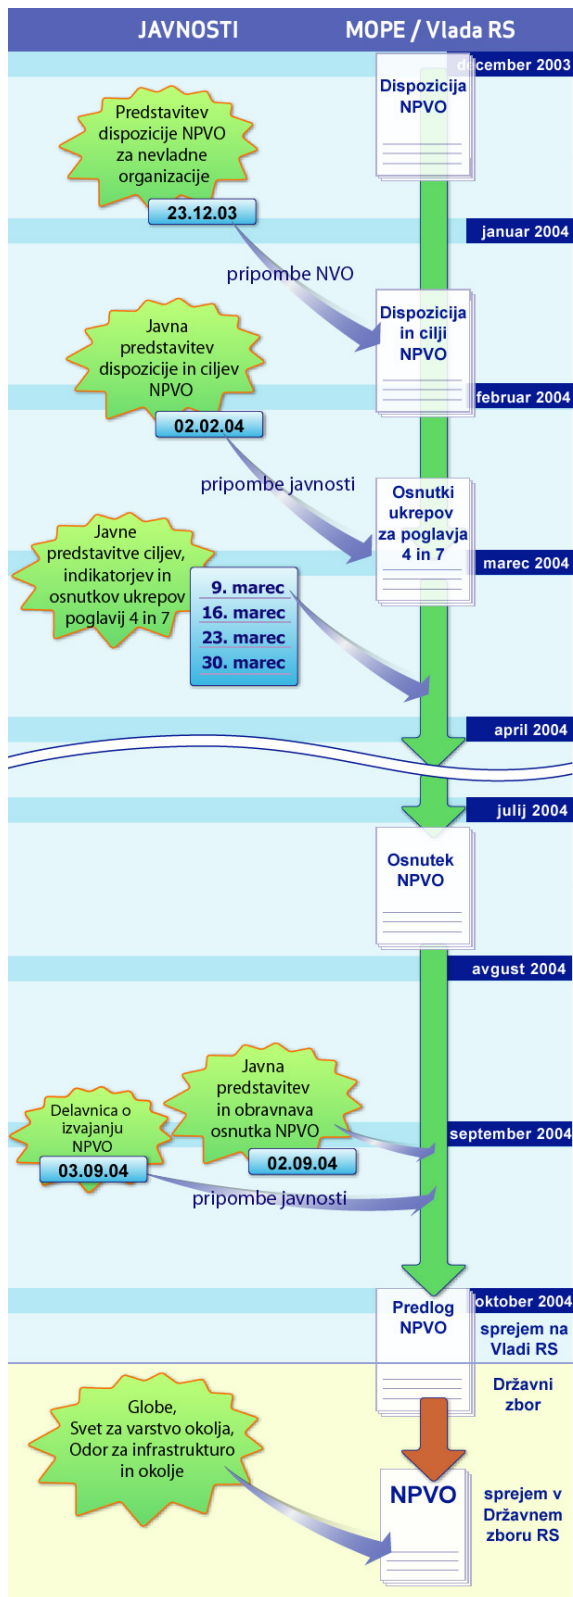 JAVNOSTI
MOPE / Vlada RS
december 2003
Dispozicija
NPVO
Predstavitev
dispozicije NPVO
za nevladne
organizacije
23.12.03
januar 2004
pripombe NVO
Dispozicija
in cilji
NPVO
Javna
predstavitev
dispozicije in ciljev
NPVO
februar 2004
02.02.04
pripombe javnosti
Osnutki
ukrepov
za poglavja
4 in 7
Javne
predstavitve ciljev,
indikatorjev in
osnutkov ukrepov
poglavij 4 in 7
marec 2004
9. marec
16. marec
23. marec
30. marec
april 2004
julij 2004
Osnutek
NPVO
avgust 2004
Javna
predstavitev
in obravnava
osnutka NPVO
Delavnica o
izvajanju
NPVO
september 2004
02.09.04
03.09.04
pripombe javnosti
oktober 2004
Predlog
NPVO
sprejem na
Vladi RS
Državni
zbor
Globe,
Svet za varstvo okolja,
Odor za infrastrukturo
in okolje
NPVO
sprejem v
Državnem
zboru RS